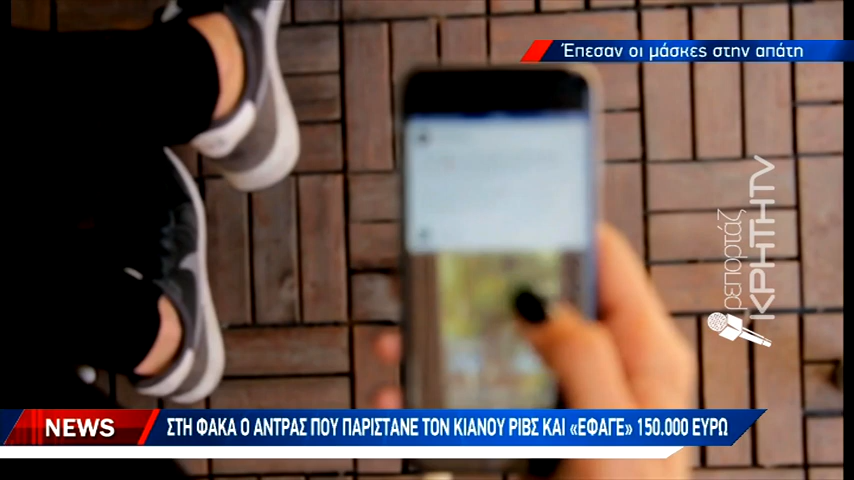 Έπεσαν οι μάσκες στην απάτη
ρεπορτάζ
ΚΡΗΤΗTV
NEWS
ΣΤΗ ΦΑΚΑ Ο ΑΝΤΡΑΣ ΠΟΥ ΠΑΡΙΣΤΑΝΕ ΤΟΝ ΚΙΑΝΟΥ ΡΙΒΣ ΚΑΙ «ΕΦΑΓΕ» 150.000 ΕΥΡΩ